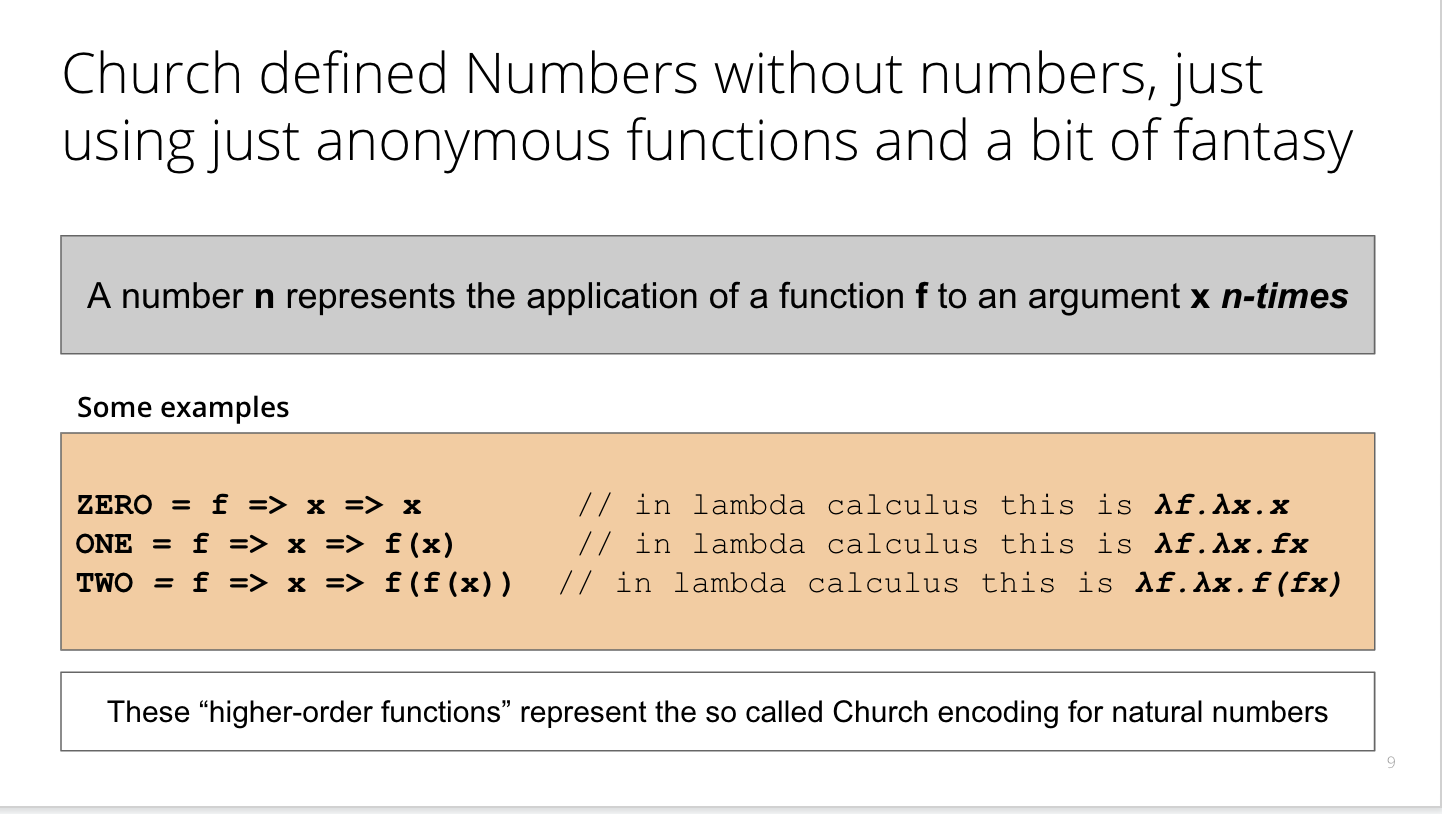 Church defined Numbers without numbers, just
using just anonymous functions and a bit of fantasy
A number n represents the application of a function f to an argument x n-times
Some examples
ZERO = f => x => x // in lambda calculus this is λf.λx.x
ONE = f => x => f(x) // in lambda calculus this is λf.λx.fx
TWO = f => x => f(f(x)) // in lambda calculus this is λf.λx.f(fx)
These “higher-order functions” represent the so called Church encoding for natural numbers
9